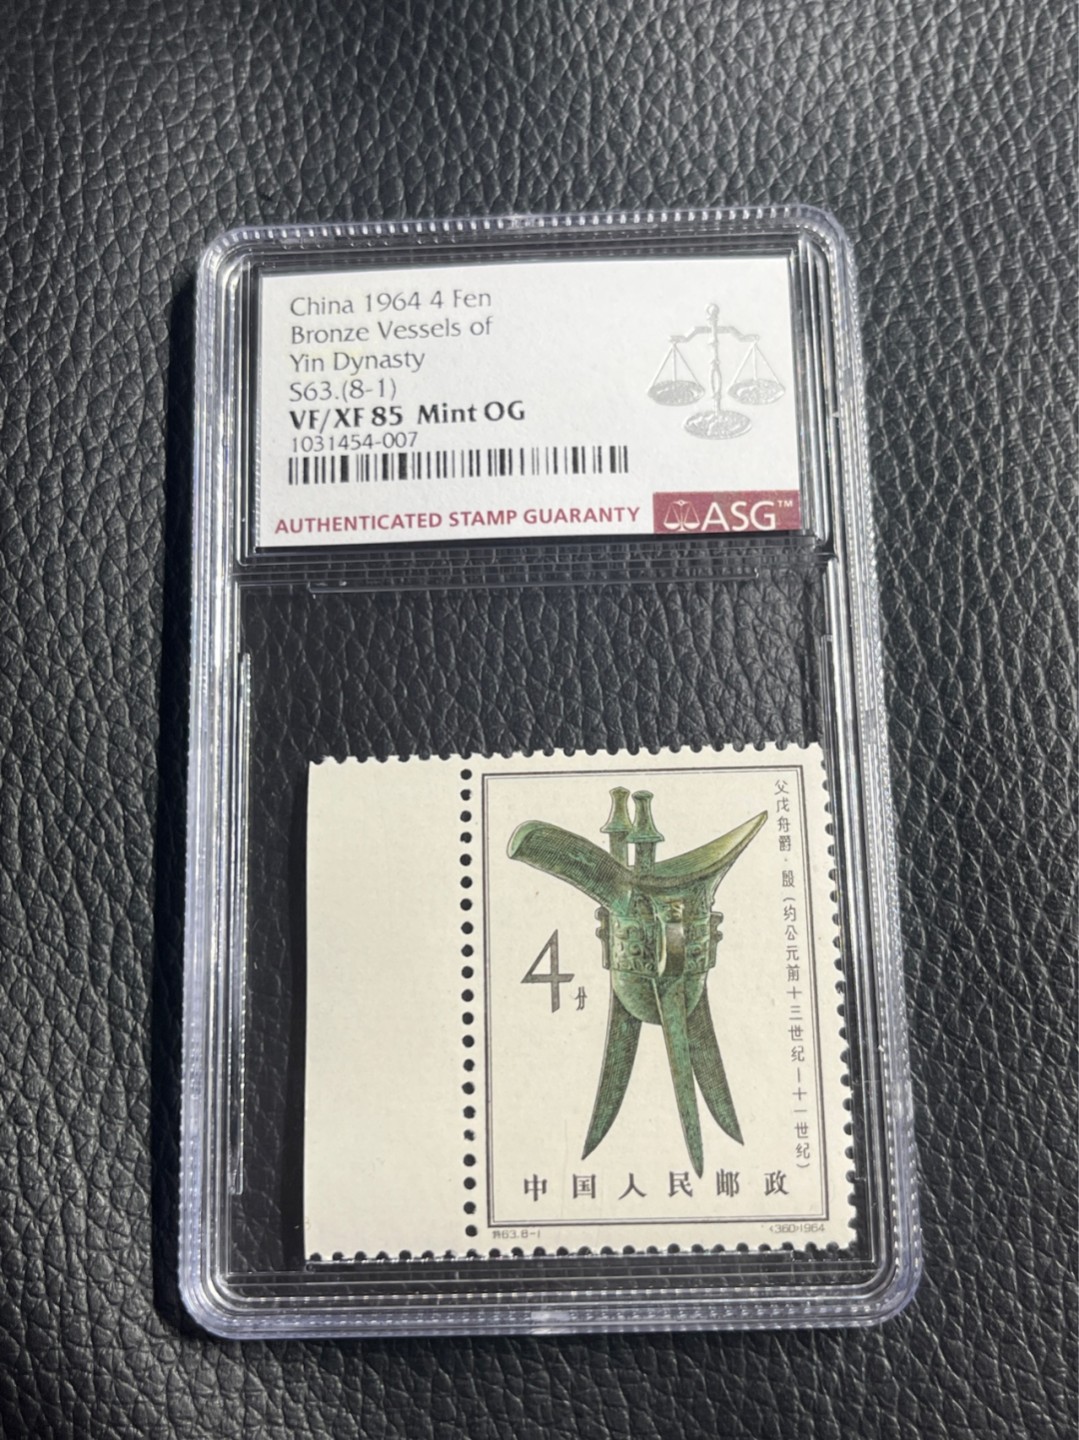 China 1964 4 Fen
Bronze Vessels of
Yin Dynasty
S63.(8-1)
VF/XF 85 Mint OG
1031454-007
AUTHENTICATED STAMP GUARANTY
ASG™
父戊舟爵·殷(约公元前十三世纪—十一世纪)
4分
中国人民邮政
特63.8-1
(360)1964